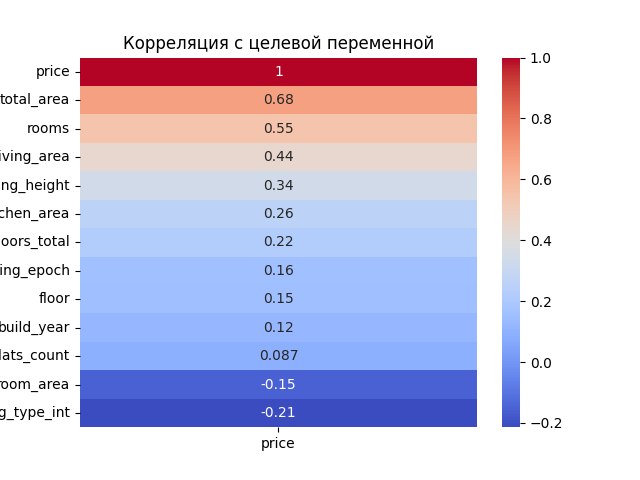 Корреляция с целевой переменной
price 1
total_area 0.68
rooms 0.55
iving_area 0.44
ng_height 0.34
chen_area 0.26
oors_total 0.22
ing_epoch 0.16
floor 0.15
build_year 0.12
lats_count 0.087
room_area -0.15
g_type_int -0.21
price
1.0
0.8
0.6
0.4
0.2
0.0
−0.2